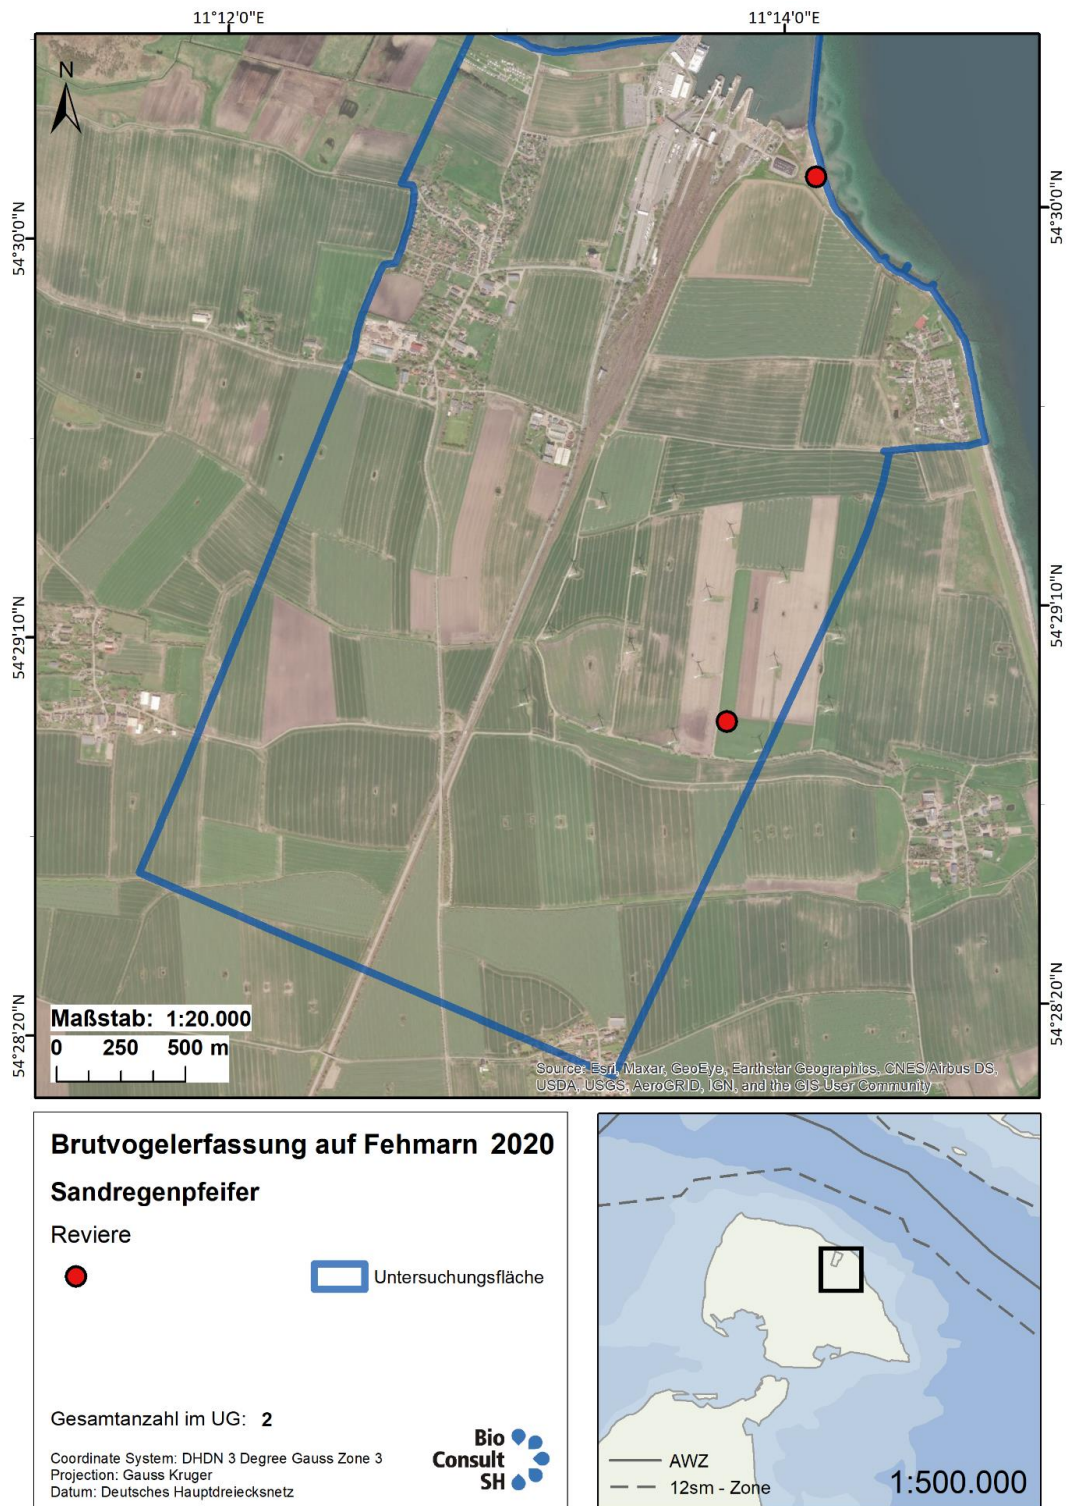 11°12'0"E
11°14'0"E
N
54°30'0"N
54°30'0"N
54°29'10"N
54°29'10"N
54°28'20"N
54°28'20"N
Maßstab: 1:20.000
0 250 500 m
Source: Esri, Maxar, GeoEye, Earthstar Geographics, CNES/Airbus DS,
USDA, USGS, AeroGRID, IGN, and the GIS User Community
Brutvogelerfassung auf Fehmarn 2020
Sandregenpfeifer
Reviere
Untersuchungsfläche
Gesamtanzahl im UG: 2
Coordinate System: DHDN 3 Degree Gauss Zone 3
Projection: Gauss Kruger
Datum: Deutsches Hauptdreiecksnetz
Bio
Consult
SH
AWZ
12sm - Zone
1:500.000